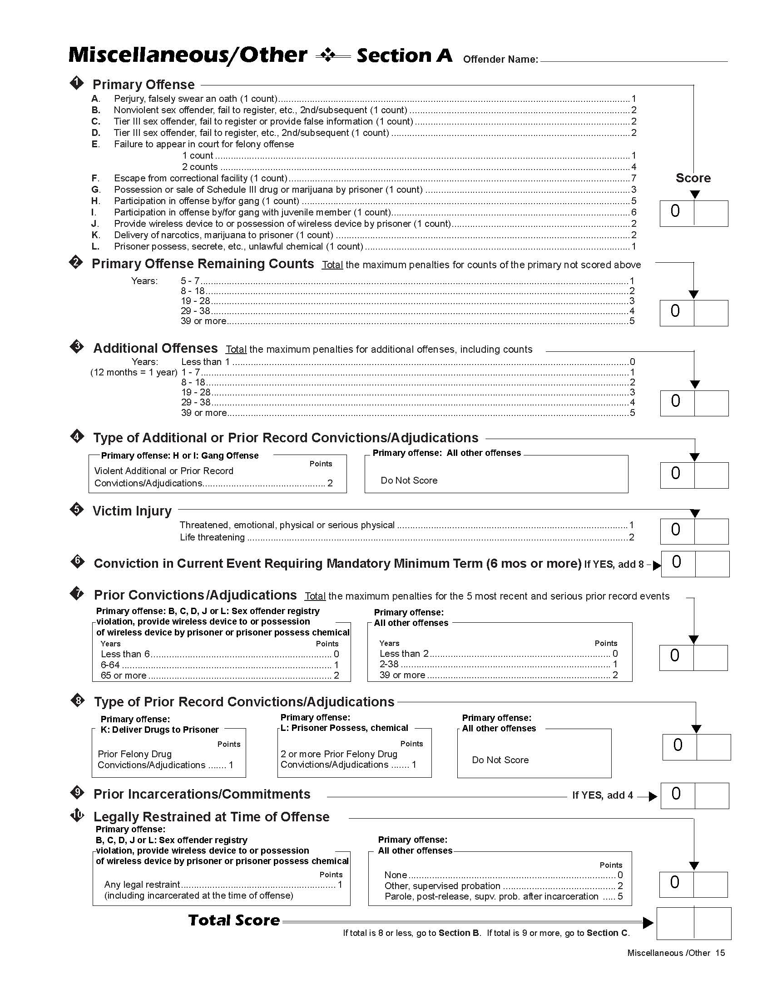 Miscellaneous/Other Section A Offender Name:
1 Primary Offense
A. Perjury, falsely swear an oath (1 count) 1
B. Nonviolent sex offender, fail to register, etc., 2nd/subsequent (1 count) 2
C. Tier III sex offender, fail to register or provide false information (1 count) 2
D. Tier III sex offender, fail to register, etc., 2nd/subsequent (1 count) 2
E. Failure to appear in court for felony offense
1 count 1
2 counts 4
F. Escape from correctional facility (1 count) 7
Score
G. Possession or sale of Schedule III drug or marijuana by prisoner (1 count) 3
H. Participation in offense by/for gang (1 count) 5
I. Participation in offense by/for gang with juvenile member (1 count) 6
0
J. Provide wireless device to or possession of wireless device by prisoner (1 count) 2
K. Delivery of narcotics, marijuana to prisoner (1 count) 2
L. Prisoner possess, secrete, etc., unlawful chemical (1 count) 1
2 Primary Offense Remaining Counts Total the maximum penalties for counts of the primary not scored above
Years: 5 - 7 1
8 - 18 2
19 - 28 3
29 - 38 4
0
39 or more 5
3 Additional Offenses Total the maximum penalties for additional offenses, including counts
Years: Less than 1 0
(12 months = 1 year) 1 - 7 1
8 - 18 2
19 - 28 3
29 - 38 4
0
39 or more 5
4 Type of Additional or Prior Record Convictions/Adjudications
Primary offense: H or I: Gang Offense
Points
Violent Additional or Prior Record
Convictions/Adjudications 2
Primary offense: All other offenses
Do Not Score
0
5 Victim Injury
Threatened, emotional, physical or serious physical 1
Life threatening 2
0
6 Conviction in Current Event Requiring Mandatory Minimum Term (6 mos or more) If YES, add 8
0
7 Prior Convictions/Adjudications Total the maximum penalties for the 5 most recent and serious prior record events
Primary offense: B, C, D, J or L: Sex offender registry
violation, provide wireless device to or possession
of wireless device by prisoner or prisoner possess chemical
Years Points
Less than 6 0
6-64 1
65 or more 2
Primary offense:
All other offenses
Years Points
Less than 2 0
2-38 1
39 or more 2
0
8 Type of Prior Record Convictions/Adjudications
Primary offense:
K: Deliver Drugs to Prisoner
Points
Prior Felony Drug
Convictions/Adjudications 1
Primary offense:
L: Prisoner Possess, chemical
Points
2 or more Prior Felony Drug
Convictions/Adjudications 1
Primary offense:
All other offenses
Do Not Score
0
9 Prior Incarcerations/Commitments If YES, add 4
0
10 Legally Restrained at Time of Offense
Primary offense:
B, C, D, J or L: Sex offender registry
violation, provide wireless device to or possession
of wireless device by prisoner or prisoner possess chemical
Points
Any legal restraint 1
(including incarcerated at the time of offense)
Primary offense:
All other offenses
Points
None 0
Other, supervised probation 2
Parole, post-release, supv. prob. after incarceration 5
0
Total Score
If total is 8 or less, go to Section B. If total is 9 or more, go to Section C.
Miscellaneous /Other 15